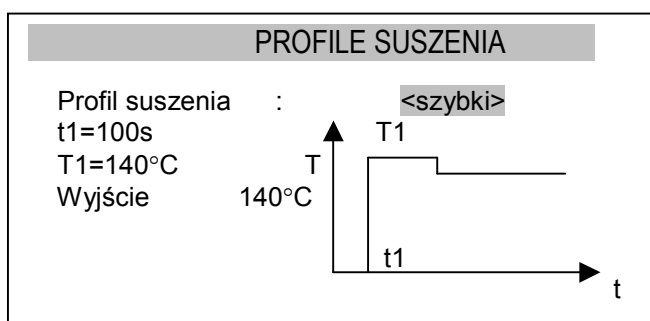 PROFILE SUSZENIA
Profil suszenia : <szybki>
t1=100s T1
T1=140°C T
Wyjście 140°C
t1
t